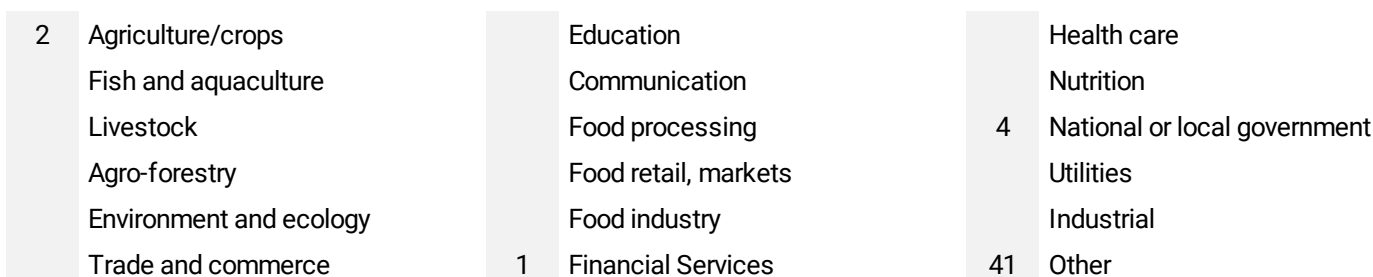 2 Agriculture/crops Education Health care
Fish and aquaculture Communication Nutrition
Livestock Food processing 4 National or local government
Agro-forestry Food retail, markets Utilities
Environment and ecology Food industry Industrial
Trade and commerce 1 Financial Services 41 Other